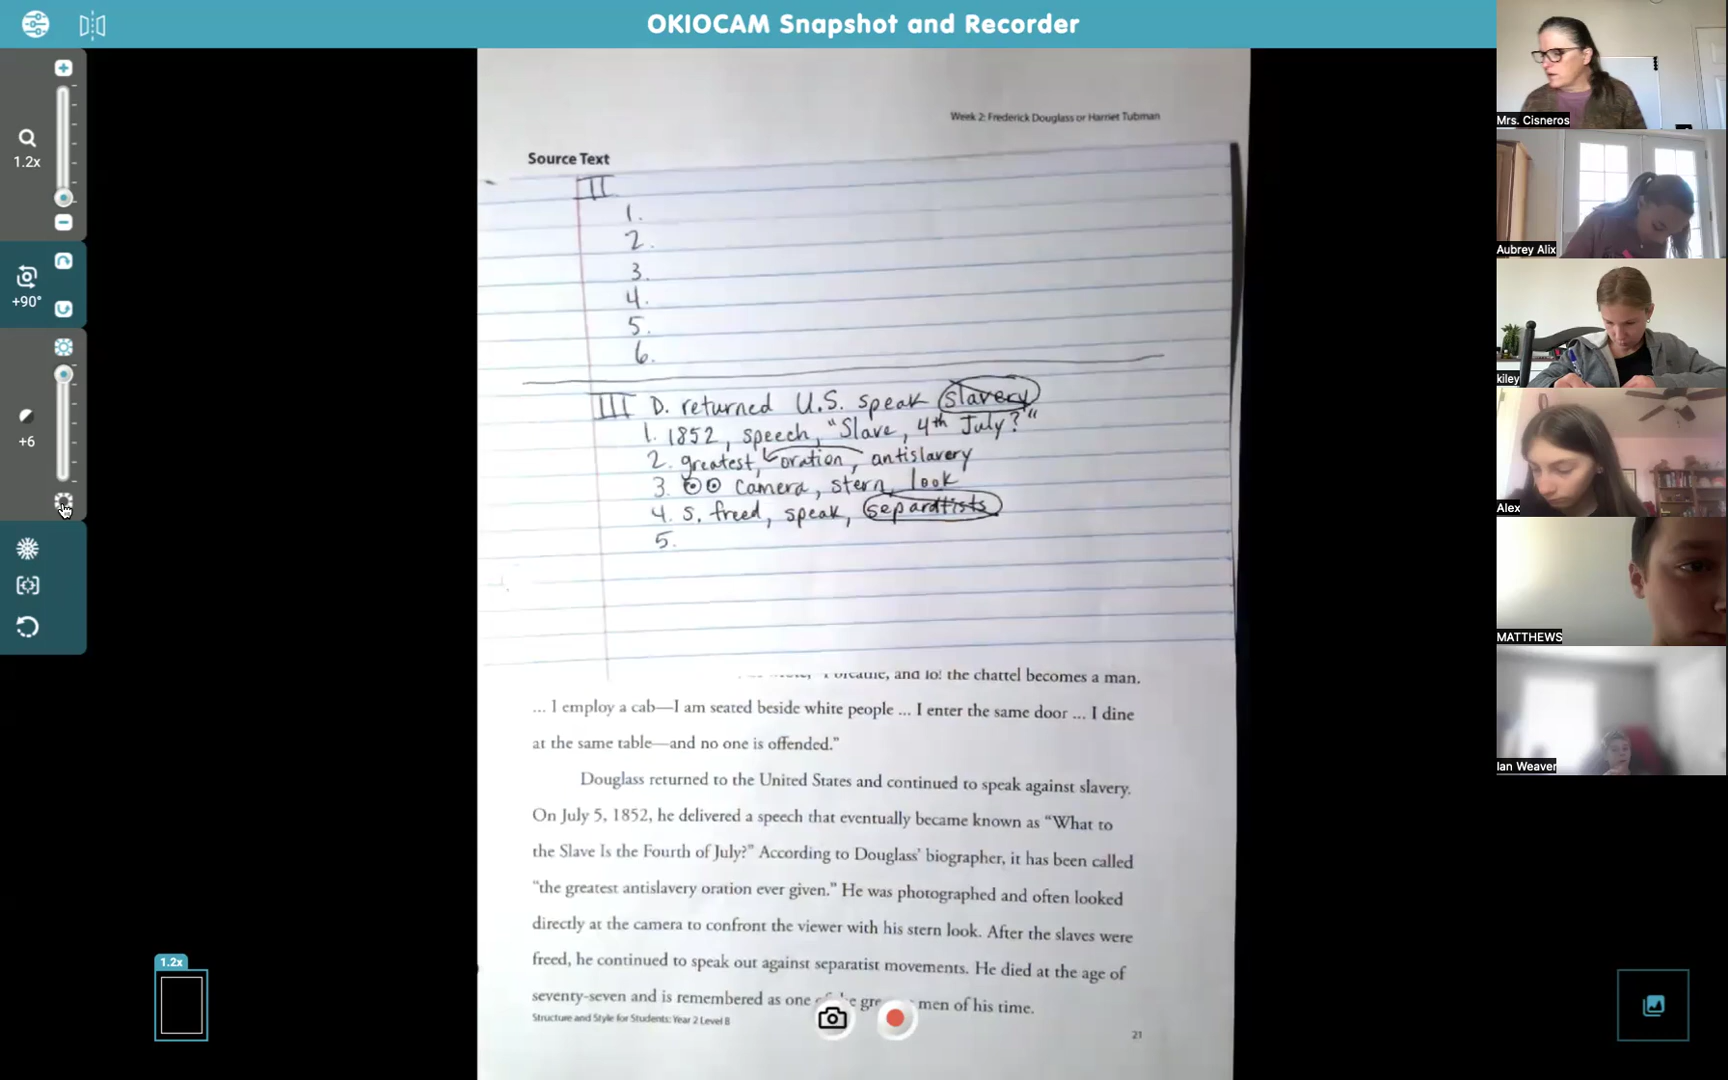 OKIOCAM Snapshot and Recorder
1.2x
+90°
+6
1.2x
Week 2: Frederick Douglass or Harriet Tubman
Source Text
II
1.
2.
3.
4.
5.
6.
III D. returned U.S. speak slavery
1. 1852, speech, "Slave, 4th July?"
2. greatest, oration, antislavery
3. camera, stern look
4. s. freed, speak, separatists
5.
and lo! the chattel becomes a man.
... I employ a cab—I am seated beside white people ... I enter the same door ... I dine
at the same table—and no one is offended."
Douglass returned to the United States and continued to speak against slavery.
On July 5, 1852, he delivered a speech that eventually became known as "What to
the Slave Is the Fourth of July?" According to Douglass' biographer, it has been called
"the greatest antislavery oration ever given." He was photographed and often looked
directly at the camera to confront the viewer with his stern look. After the slaves were
freed, he continued to speak out against separatist movements. He died at the age of
seventy-seven and is remembered as one men of his time.
Structure and Style for Students: Year 2 Level B
21
Mrs. Cisneros
Aubrey Alix
kiley
Alex
MATTHEWS
Ian Weaver